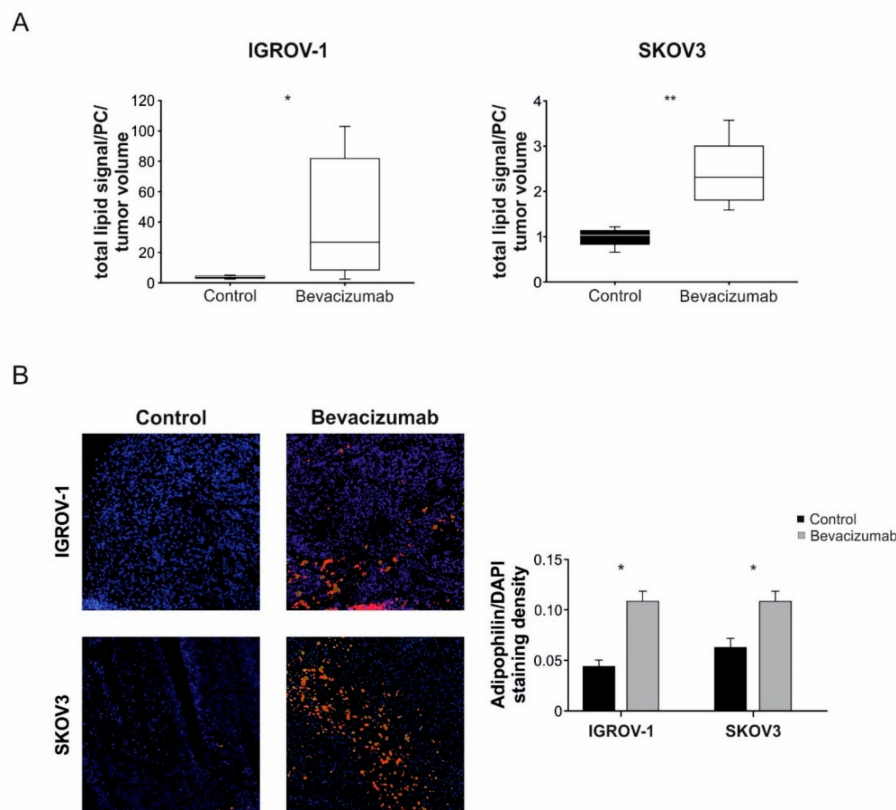 A
IGROV-1
total lipid signal/PC/
tumor volume
120
100
80
60
40
20
0
*
Control
Bevacizumab
SKOV3
total lipid signal/PC/
tumor volume
4
3
2
1
0
**
Control
Bevacizumab
B
Control
Bevacizumab
IGROV-1
SKOV3
Control
Bevacizumab
Adipophilin/DAPI
staining density
0.15
0.10
0.05
0
*
*
IGROV-1
SKOV3